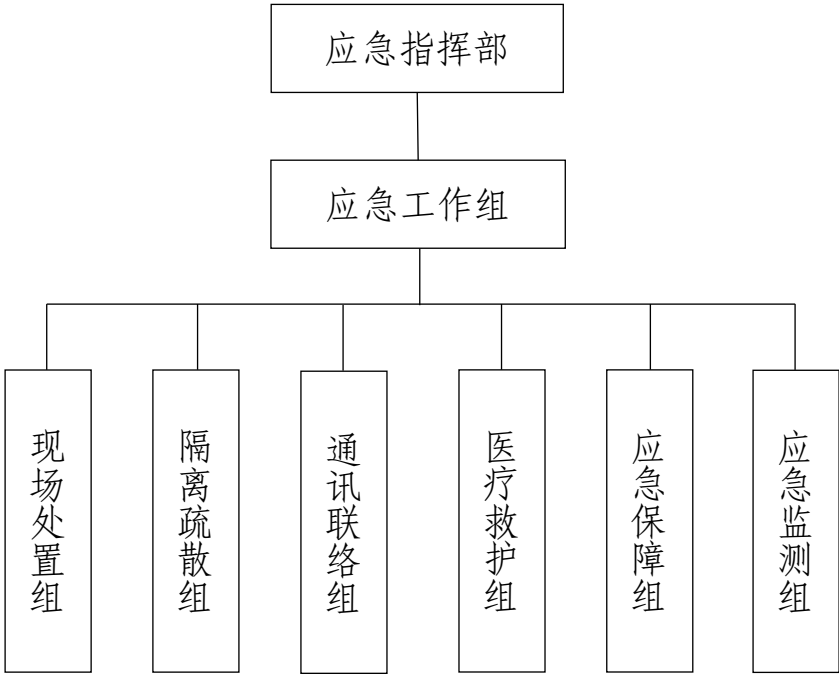 应急指挥部
应急工作组
现场处置组
隔离疏散组
通讯联络组
医疗救护组
应急保障组
应急监测组